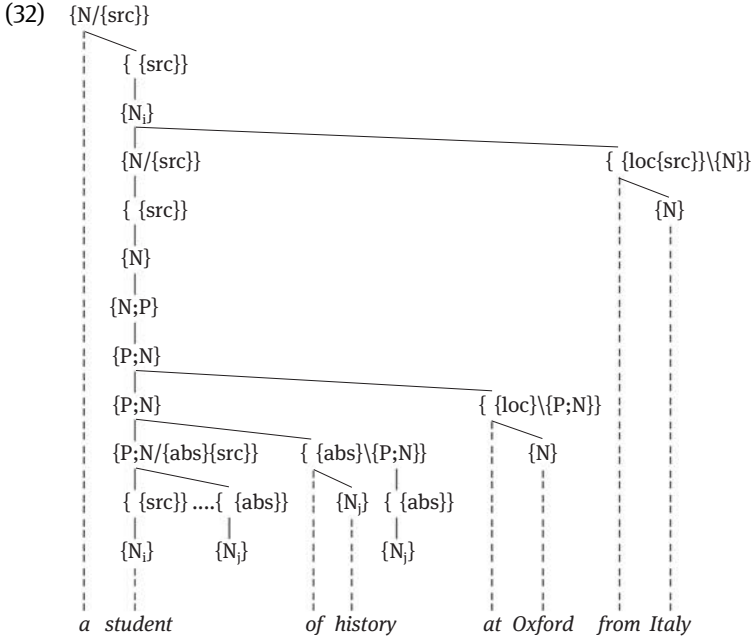 (32) {N/{src}}
{ {src}}
{Nᵢ}
{N/{src}} { {loc{src}}\{N}}
{ {src}} {N}
{N}
{N;P}
{P;N}
{P;N} { {loc}\{P;N}}
{P;N/{abs}{src}} { {abs}\{P;N}} {N}
{ {src}} ....{ {abs}} {Nⱼ} { {abs}}
{Nᵢ} {Nⱼ} {Nⱼ}
a student of history at Oxford from Italy